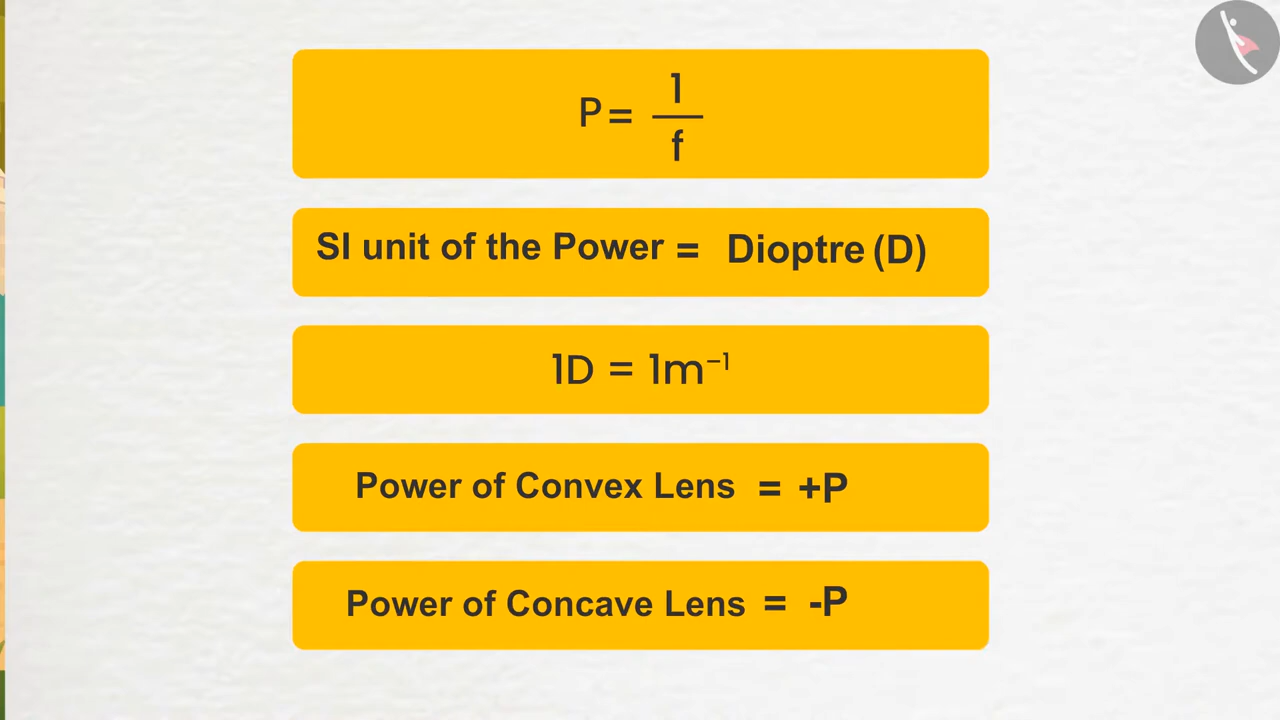 P = 1/f
SI unit of the Power = Dioptre (D)
1D = 1m⁻¹
Power of Convex Lens = +P
Power of Concave Lens = -P